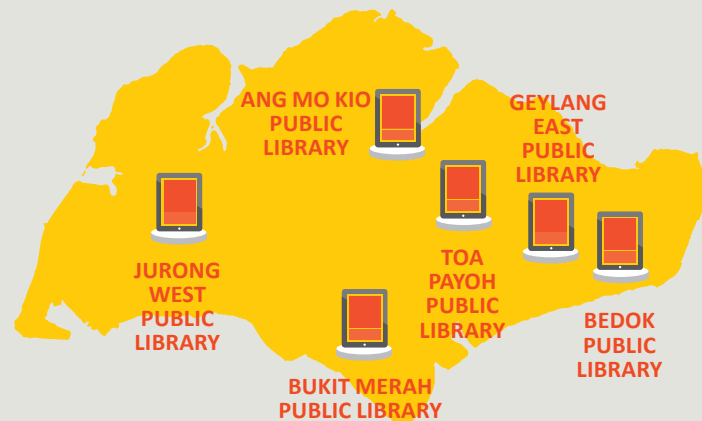 ANG MO KIO
PUBLIC
LIBRARY
GEYLANG
EAST
PUBLIC
LIBRARY
JURONG
WEST
PUBLIC
LIBRARY
TOA
PAYOH
PUBLIC
LIBRARY
BEDOK
PUBLIC
LIBRARY
BUKIT MERAH
PUBLIC LIBRARY